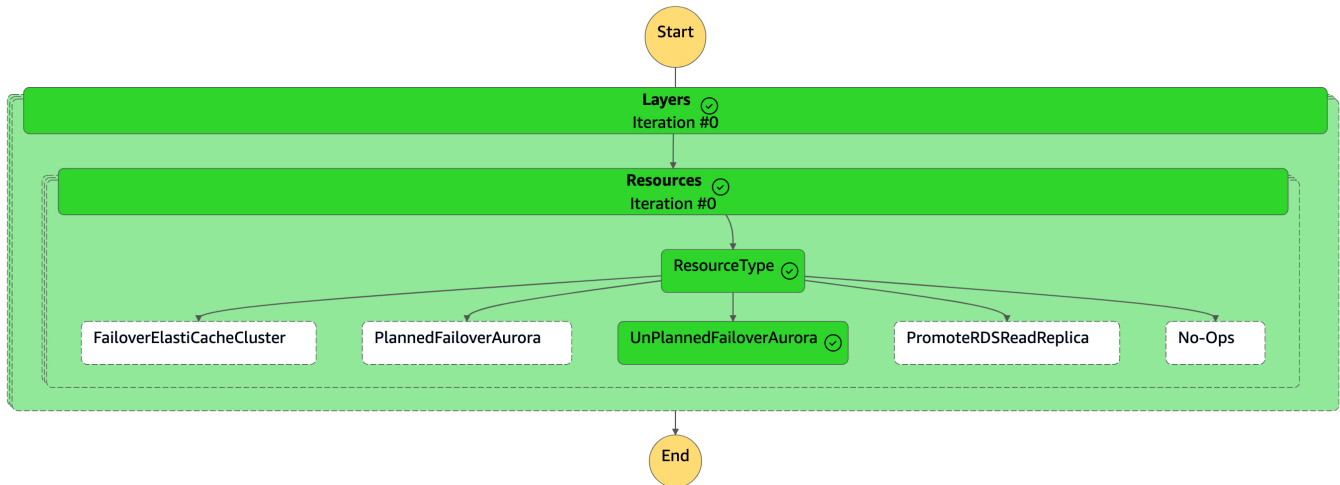 Start
Layers
Iteration #0
Resources
Iteration #0
ResourceType
FailoverElastiCacheCluster
PlannedFailoverAurora
UnPlannedFailoverAurora
PromoteRDSReadReplica
No-Ops
End